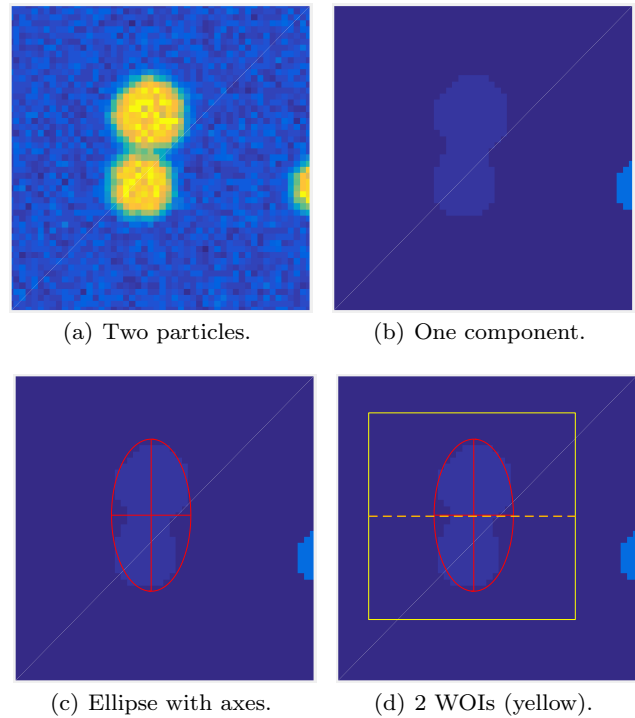 (a) Two particles.
(b) One component.
(c) Ellipse with axes.
(d) 2 WOIs (yellow).